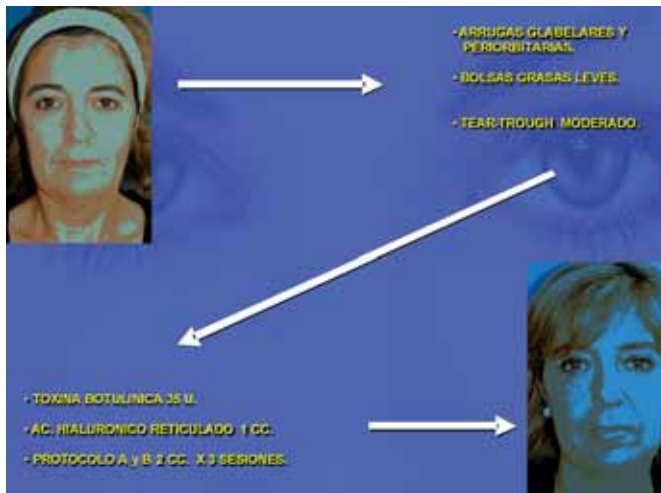 • ARRUGAS GLABELARES Y
PERIORBITARIAS.
• BOLSAS GRASAS LEVES.
• TEAR-TROUGH MODERADO.
• TOXINA BOTULINICA 35 U.
• AC. HIALURONICO RETICULADO 1 CC.
• PROTOCOLO A y B 2 CC. X 3 SESIONES.